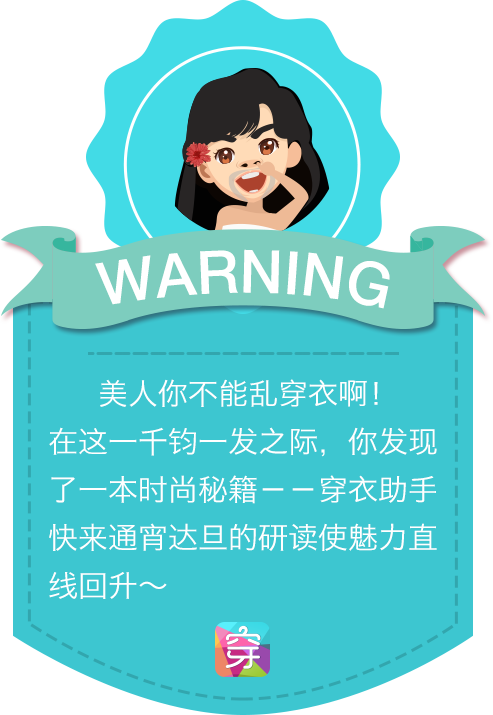 WARNING
美人你不能乱穿衣啊！
在这一千钧一发之际，你发现
了一本时尚秘籍－－穿衣助手
快来通宵达旦的研读使魅力直
线回升～
穿